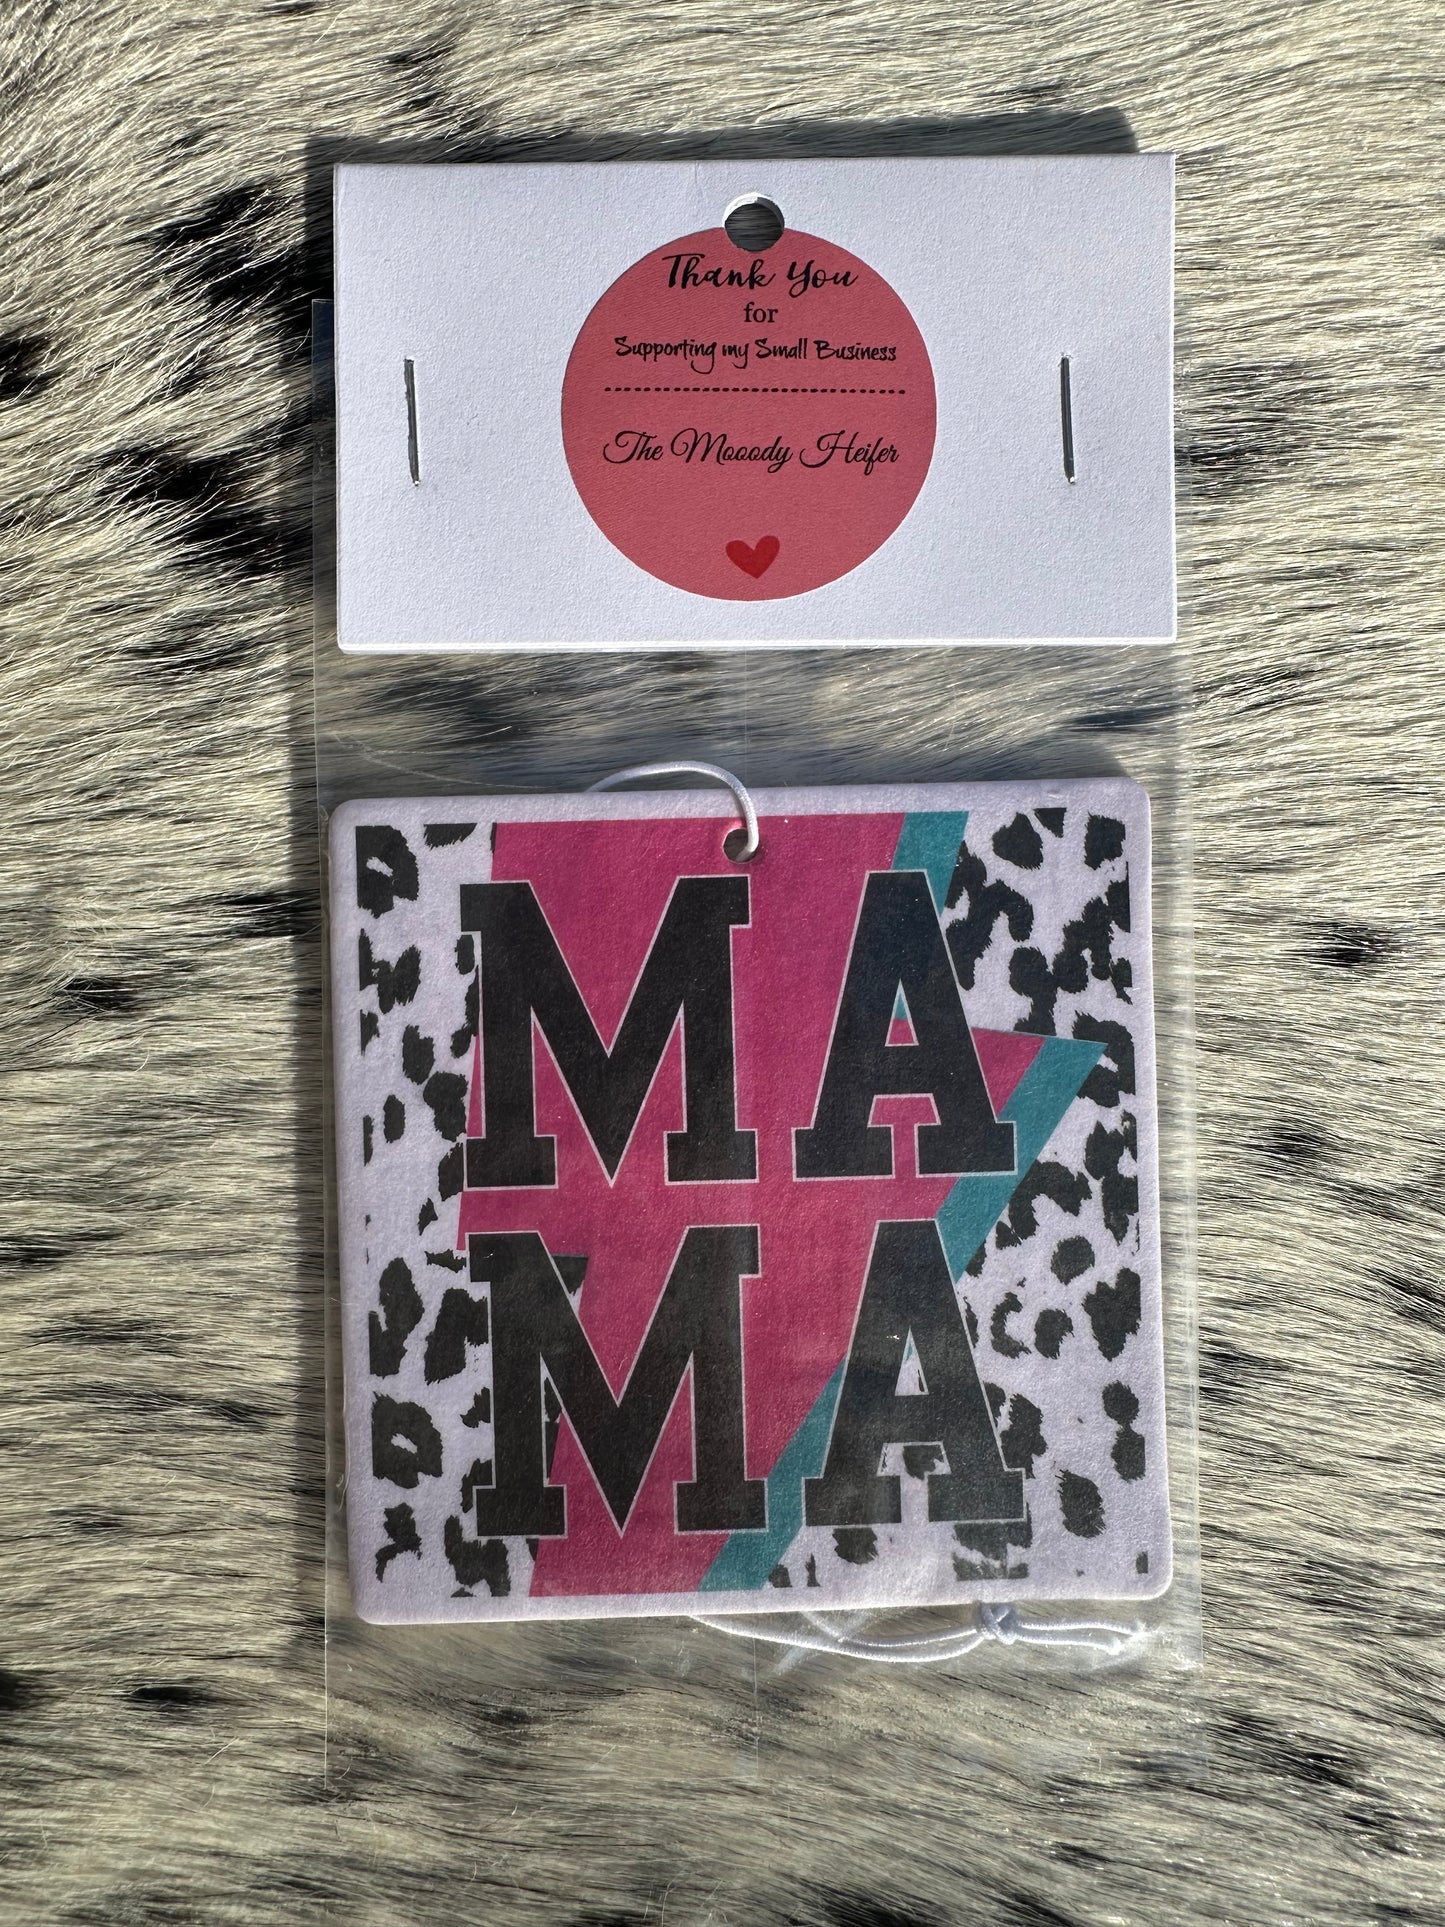 Thank You
for
Supporting my Small Business
The Mooody Heifer
MA
MA